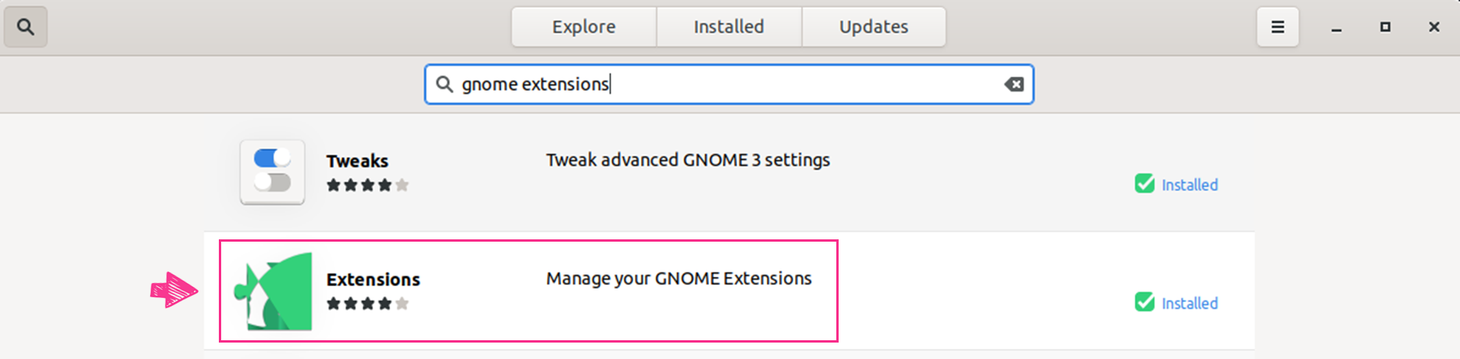 Explore Installed Updates
gnome extensions
Tweaks Tweak advanced GNOME 3 settings
Installed
Extensions Manage your GNOME Extensions
Installed